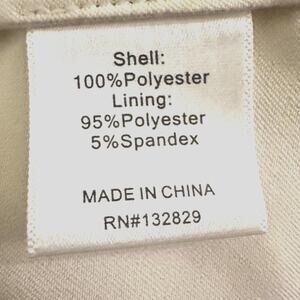 Shell:
100%Polyester
Lining:
95%Polyester
5%Spandex
MADE IN CHINA
RN#132829